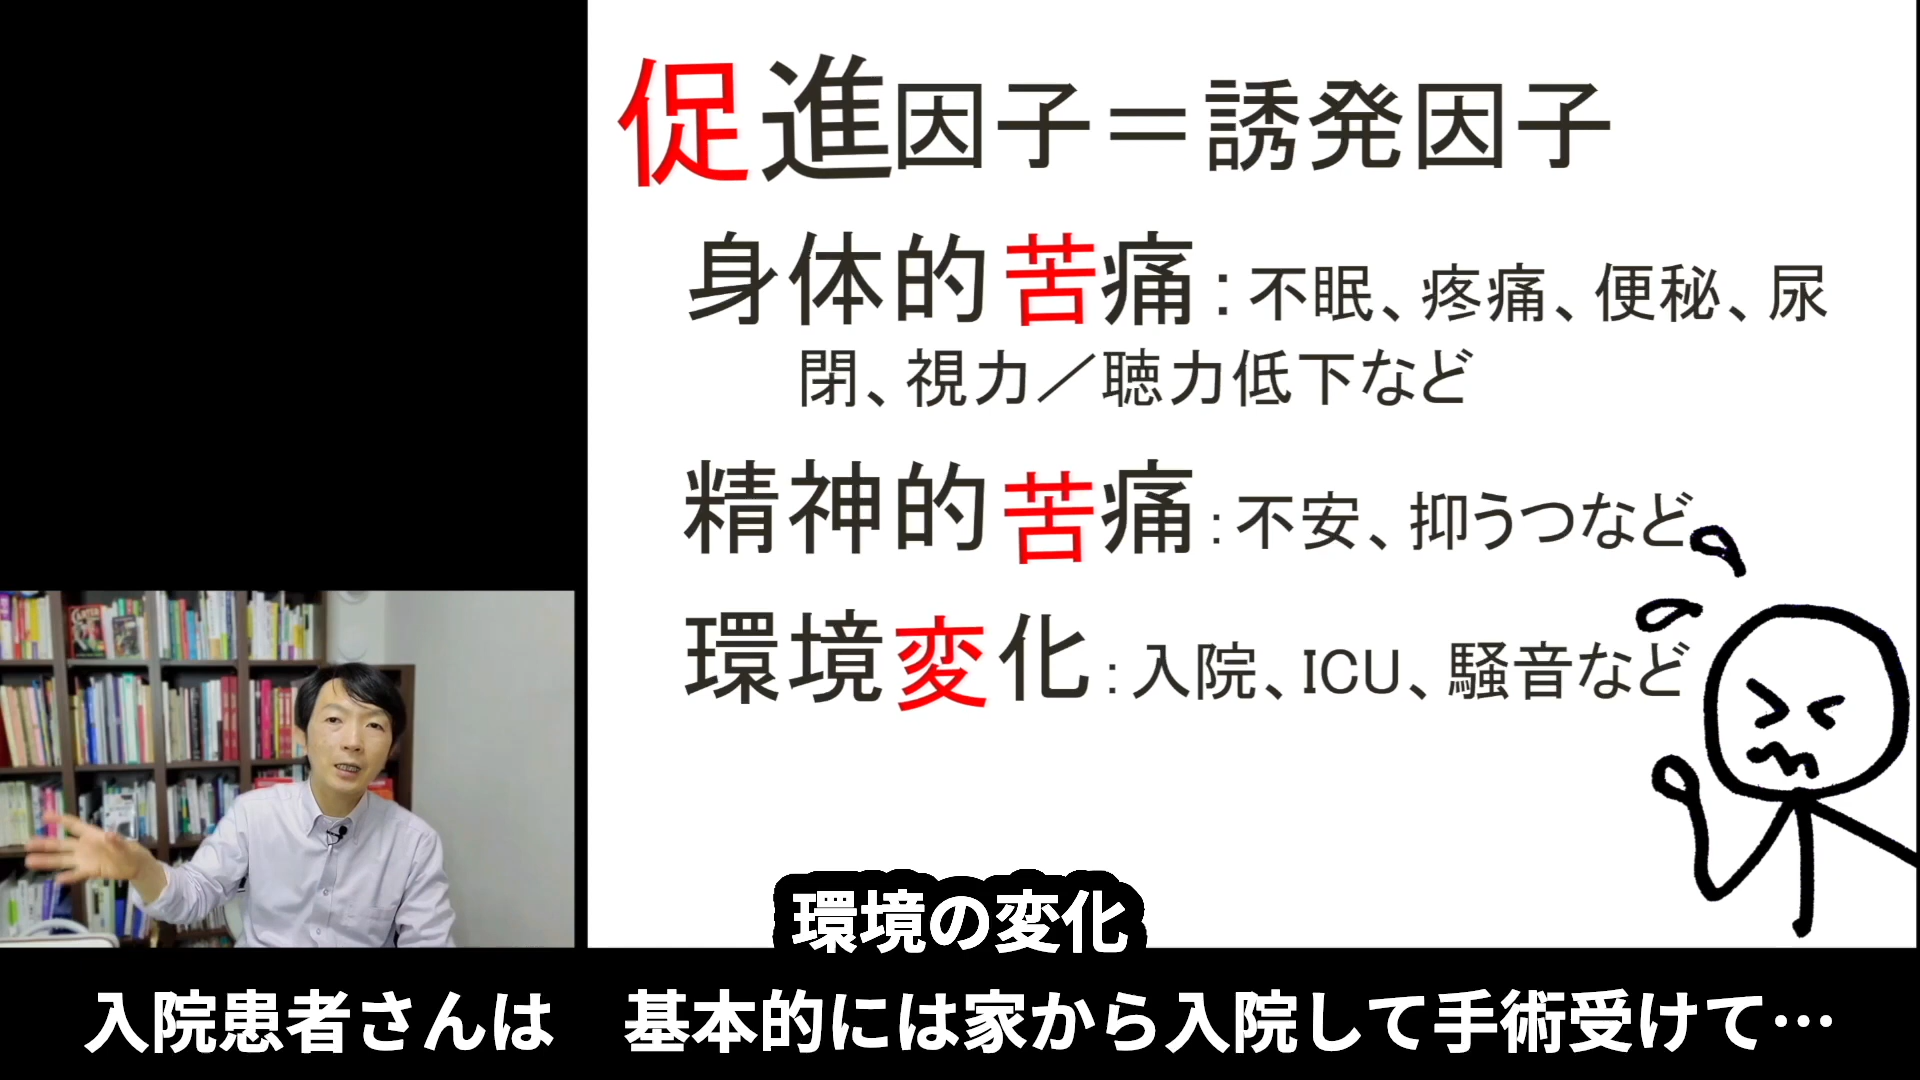 促進因子＝誘発因子
身体的苦痛：不眠、疼痛、便秘、尿
閉、視力／聴力低下など
精神的苦痛：不安、抑うつなど
環境変化：入院、ICU、騒音など
環境の変化
入院患者さんは　基本的には家から入院して手術受けて…